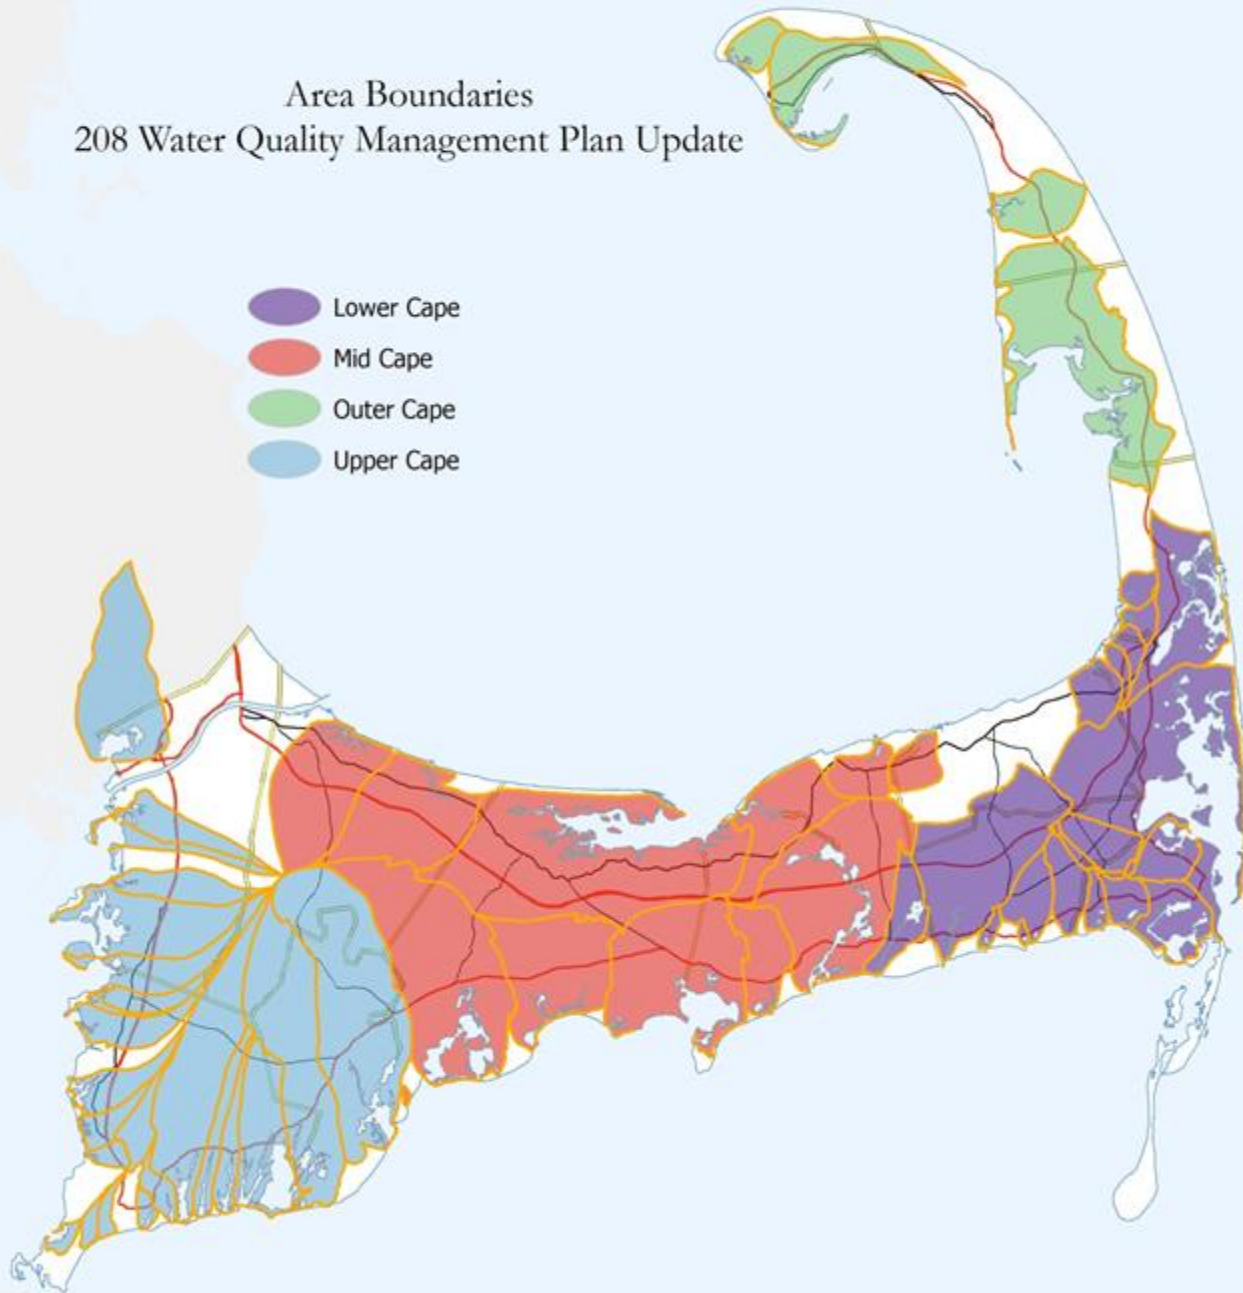 Area Boundaries
208 Water Quality Management Plan Update
Lower Cape
Mid Cape
Outer Cape
Upper Cape